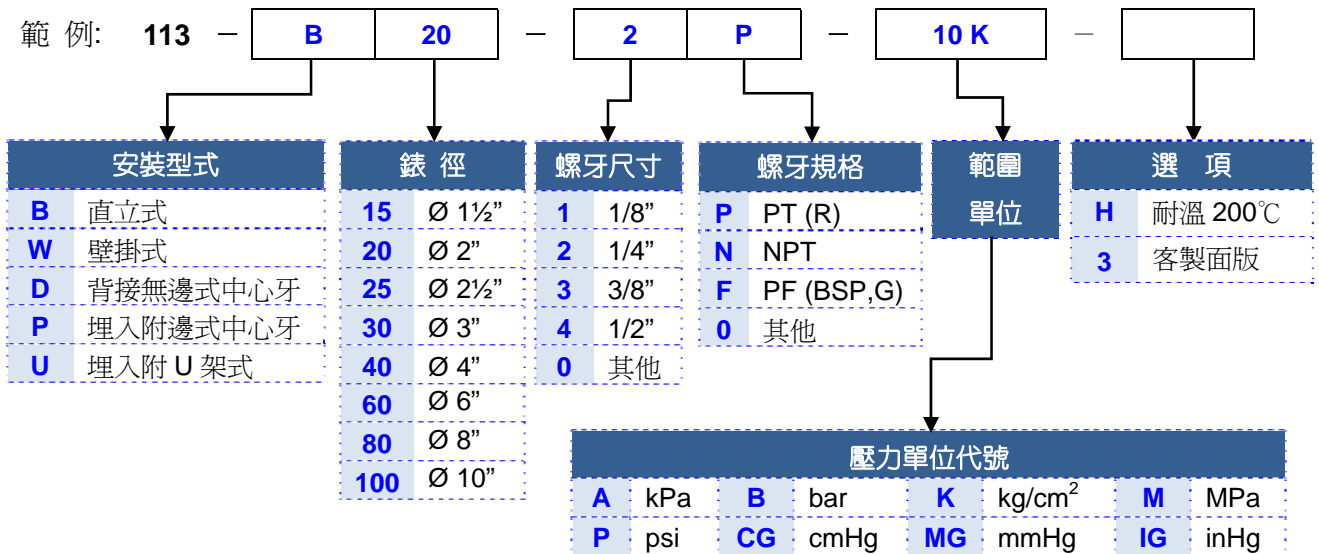 範 例: 113 － B 20 － 2 P － 10 K －
安裝型式
B 直立式
W 壁掛式
D 背接無邊式中心牙
P 埋入附邊式中心牙
U 埋入附 U 架式
錶 徑
15 Ø 1½”
20 Ø 2”
25 Ø 2½”
30 Ø 3”
40 Ø 4”
60 Ø 6”
80 Ø 8”
100 Ø 10”
螺牙尺寸
1 1/8”
2 1/4”
3 3/8”
4 1/2”
0 其他
螺牙規格
P PT (R)
N NPT
F PF (BSP,G)
0 其他
範圍
單位
選 項
H 耐溫 200℃
3 客製面版
壓力單位代號
A kPa B bar K kg/cm² M MPa
P psi CG cmHg MG mmHg IG inHg